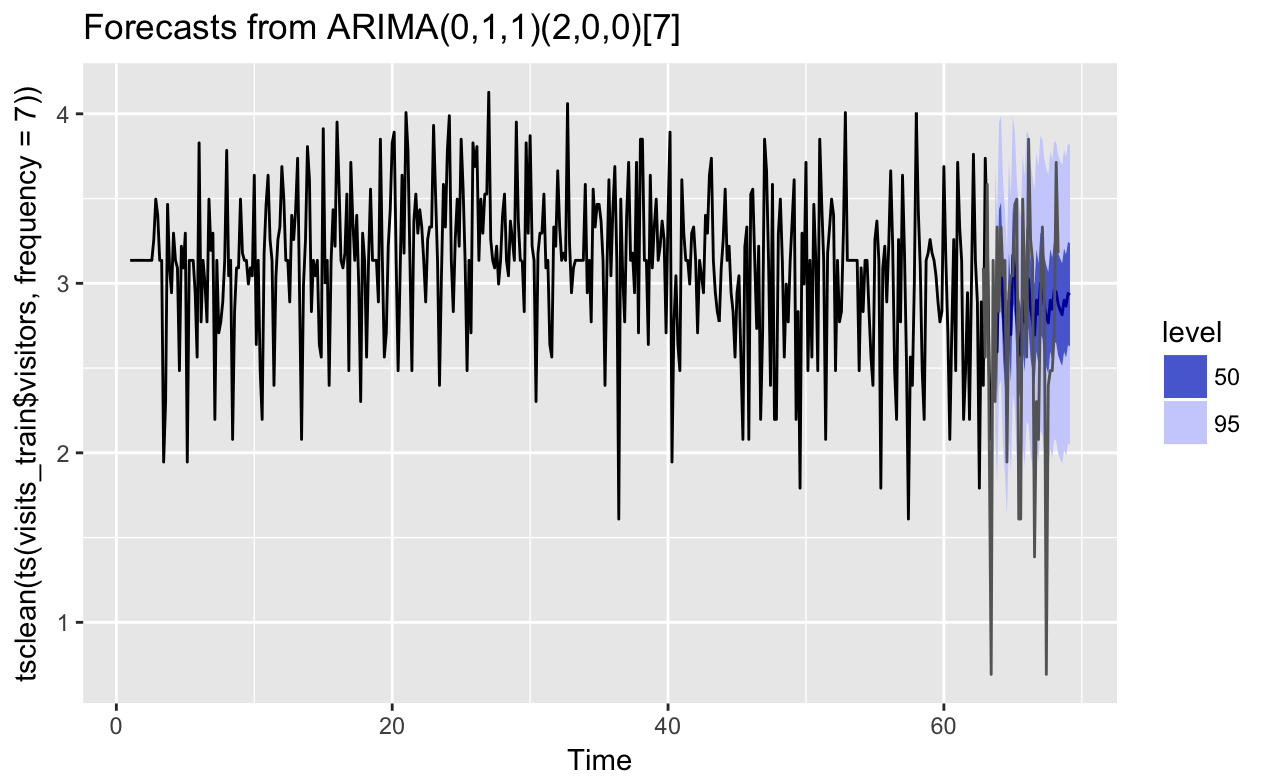 Forecasts from ARIMA(0,1,1)(2,0,0)[7]
tsclean(ts(visits_train$visitors, frequency = 7))
4
3
2
1
0
20
40
60
Time
level
50
95